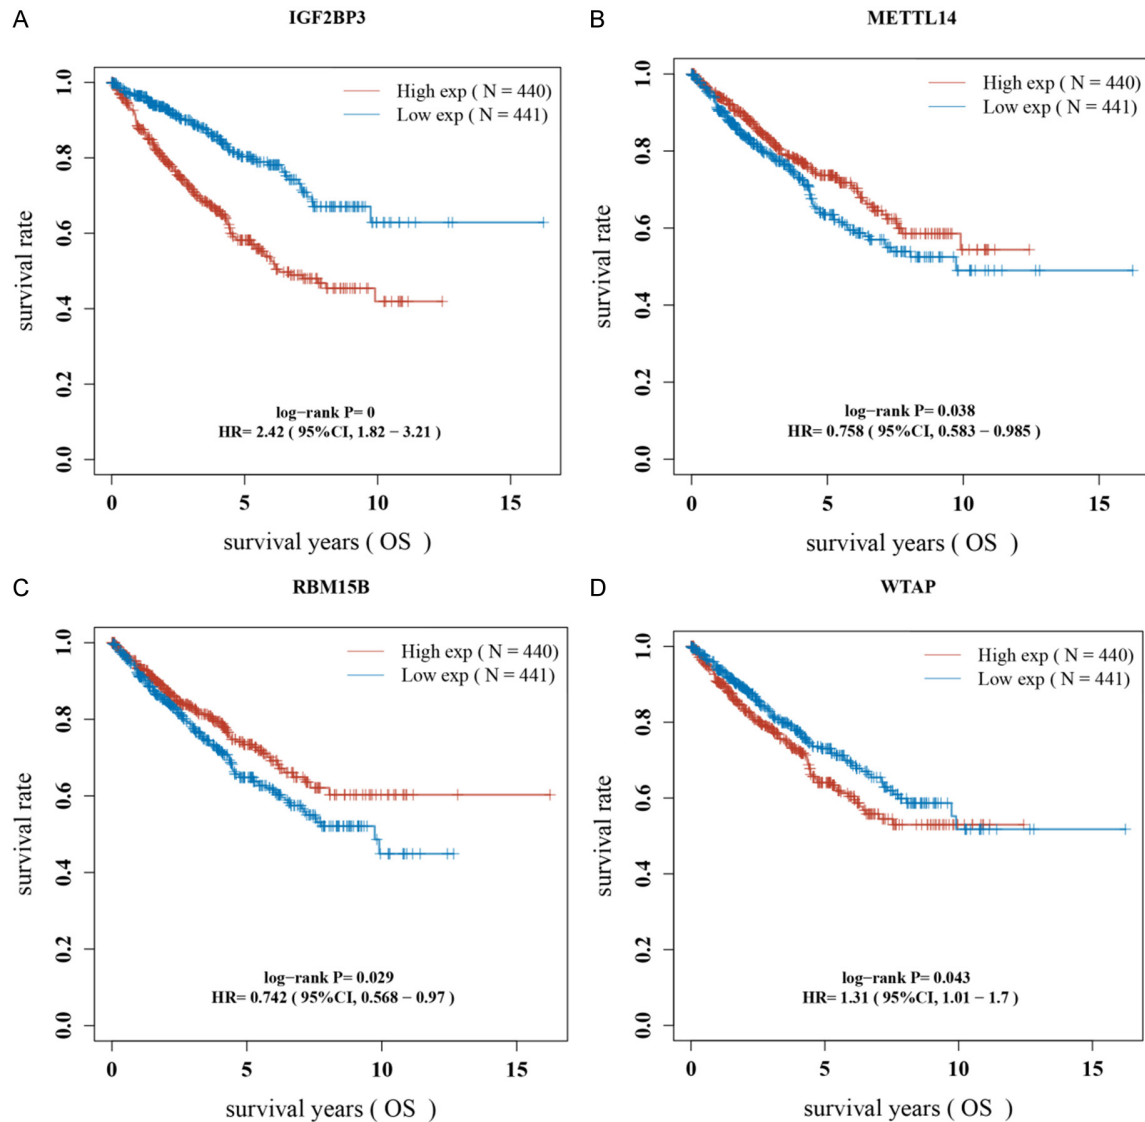 A
IGF2BP3
High exp ( N = 440)
Low exp ( N = 441)
survival rate
1.0
0.8
0.6
0.4
0.2
0.0
log−rank P= 0
HR= 2.42 ( 95%CI, 1.82 − 3.21 )
0 5 10 15
survival years ( OS )
B
METTL14
High exp ( N = 440)
Low exp ( N = 441)
survival rate
1.0
0.8
0.6
0.4
0.2
0.0
log−rank P= 0.038
HR= 0.758 ( 95%CI, 0.583 − 0.985 )
0 5 10 15
survival years ( OS )
C
RBM15B
High exp ( N = 440)
Low exp ( N = 441)
survival rate
1.0
0.8
0.6
0.4
0.2
0.0
log−rank P= 0.029
HR= 0.742 ( 95%CI, 0.568 − 0.97 )
0 5 10 15
survival years ( OS )
D
WTAP
High exp ( N = 440)
Low exp ( N = 441)
survival rate
1.0
0.8
0.6
0.4
0.2
0.0
log−rank P= 0.043
HR= 1.31 ( 95%CI, 1.01 − 1.7 )
0 5 10 15
survival years ( OS )